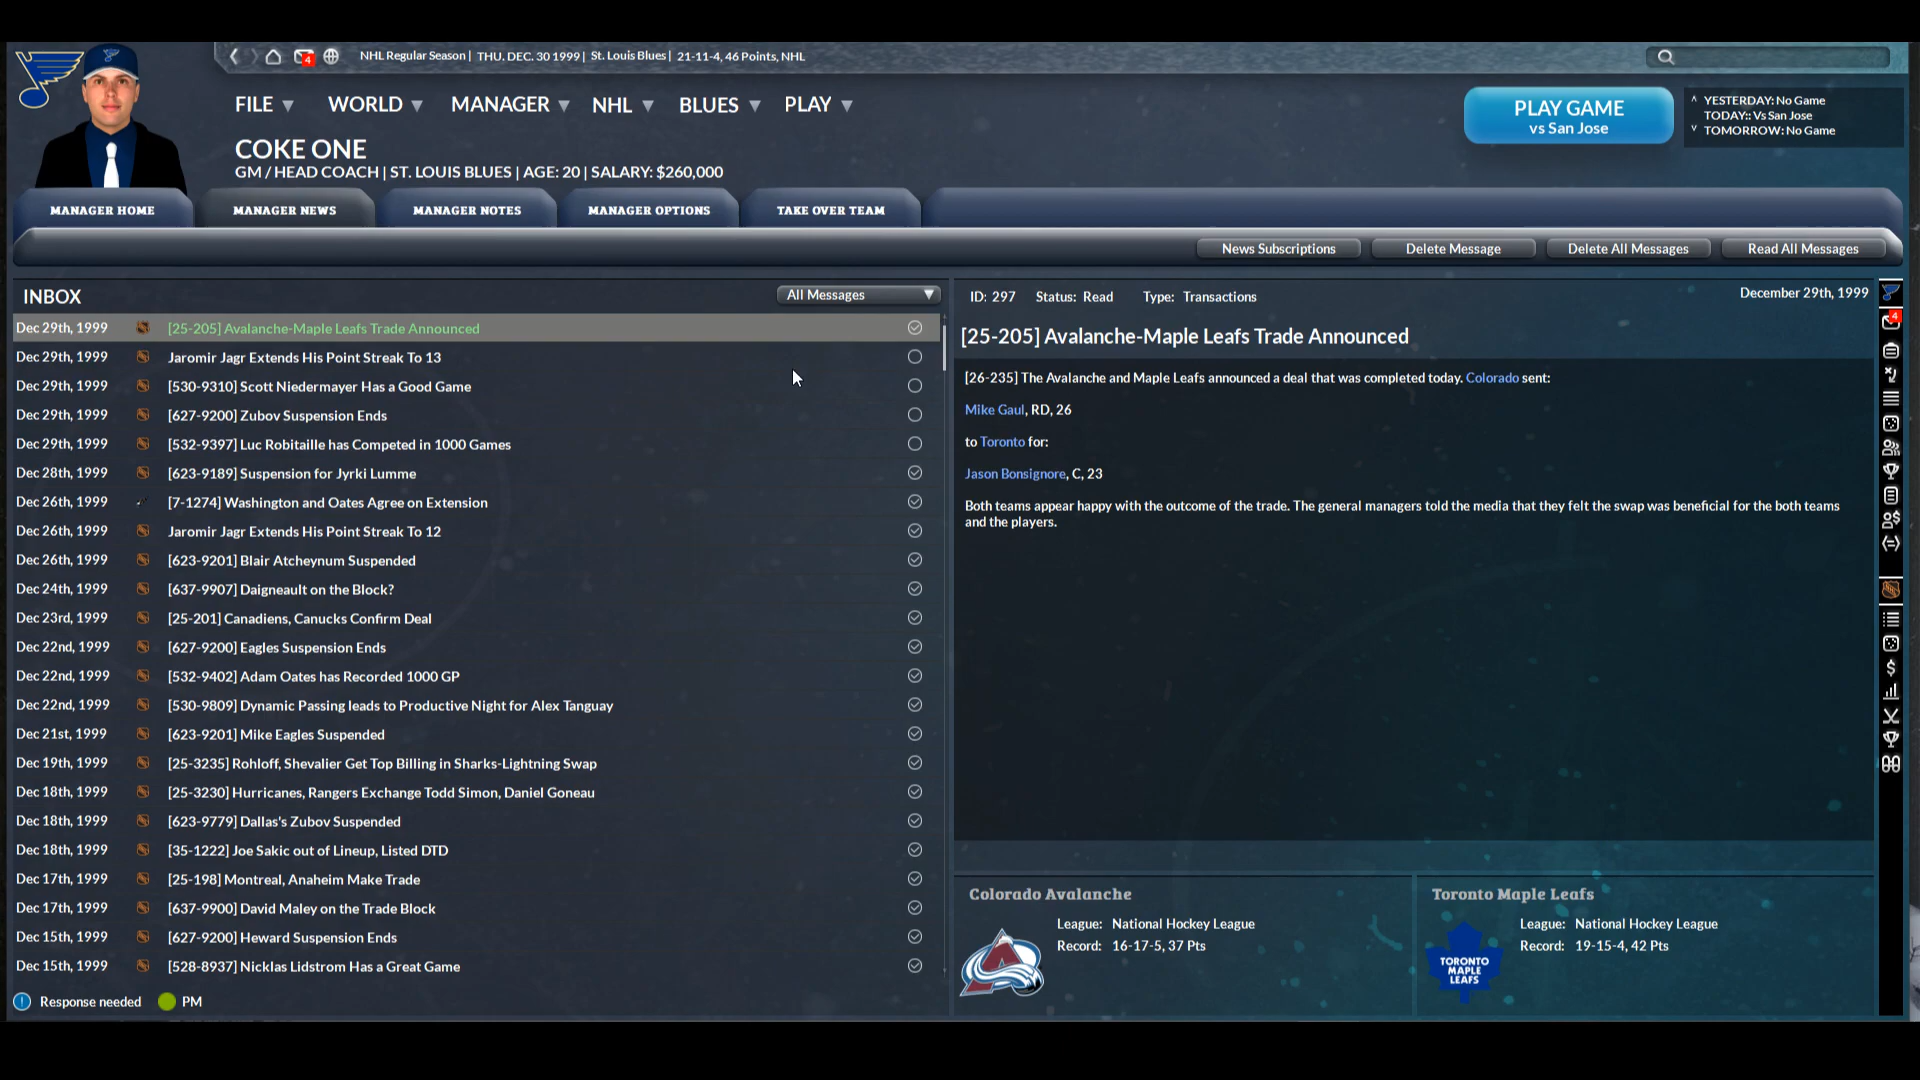 4
NHL Regular Season | THU. DEC. 30 1999 | St. Louis Blues | 21-11-4, 46 Points, NHL
FILE WORLD MANAGER NHL BLUES PLAY
PLAY GAME
vs San Jose
YESTERDAY: No Game
TODAY:: Vs San Jose
TOMORROW: No Game
COKE ONE
GM / HEAD COACH | ST. LOUIS BLUES | AGE: 20 | SALARY: $260,000
MANAGER HOME MANAGER NEWS MANAGER NOTES MANAGER OPTIONS TAKE OVER TEAM
News Subscriptions Delete Message Delete All Messages Read All Messages
INBOX All Messages
Dec 29th, 1999 [25-205] Avalanche-Maple Leafs Trade Announced
Dec 29th, 1999 Jaromir Jagr Extends His Point Streak To 13
Dec 29th, 1999 [530-9310] Scott Niedermayer Has a Good Game
Dec 29th, 1999 [627-9200] Zubov Suspension Ends
Dec 29th, 1999 [532-9397] Luc Robitaille has Competed in 1000 Games
Dec 28th, 1999 [623-9189] Suspension for Jyrki Lumme
Dec 26th, 1999 [7-1274] Washington and Oates Agree on Extension
Dec 26th, 1999 Jaromir Jagr Extends His Point Streak To 12
Dec 26th, 1999 [623-9201] Blair Atcheynum Suspended
Dec 24th, 1999 [637-9907] Daigneault on the Block?
Dec 23rd, 1999 [25-201] Canadiens, Canucks Confirm Deal
Dec 22nd, 1999 [627-9200] Eagles Suspension Ends
Dec 22nd, 1999 [532-9402] Adam Oates has Recorded 1000 GP
Dec 22nd, 1999 [530-9809] Dynamic Passing leads to Productive Night for Alex Tanguay
Dec 21st, 1999 [623-9201] Mike Eagles Suspended
Dec 19th, 1999 [25-3235] Rohloff, Shevalier Get Top Billing in Sharks-Lightning Swap
Dec 18th, 1999 [25-3230] Hurricanes, Rangers Exchange Todd Simon, Daniel Goneau
Dec 18th, 1999 [623-9779] Dallas's Zubov Suspended
Dec 18th, 1999 [35-1222] Joe Sakic out of Lineup, Listed DTD
Dec 17th, 1999 [25-198] Montreal, Anaheim Make Trade
Dec 17th, 1999 [637-9900] David Maley on the Trade Block
Dec 15th, 1999 [627-9200] Heward Suspension Ends
Dec 15th, 1999 [528-8937] Nicklas Lidstrom Has a Great Game
Response needed PM
ID: 297 Status: Read Type: Transactions December 29th, 1999
[25-205] Avalanche-Maple Leafs Trade Announced
[26-235] The Avalanche and Maple Leafs announced a deal that was completed today. Colorado sent:
Mike Gaul, RD, 26
to Toronto for:
Jason Bonsignore, C, 23
Both teams appear happy with the outcome of the trade. The general managers told the media that they felt the swap was beneficial for the both teams
and the players.
Colorado Avalanche
League: National Hockey League
Record: 16-17-5, 37 Pts
Toronto Maple Leafs
League: National Hockey League
Record: 19-15-4, 42 Pts
TORONTO
MAPLE
LEAFS
4